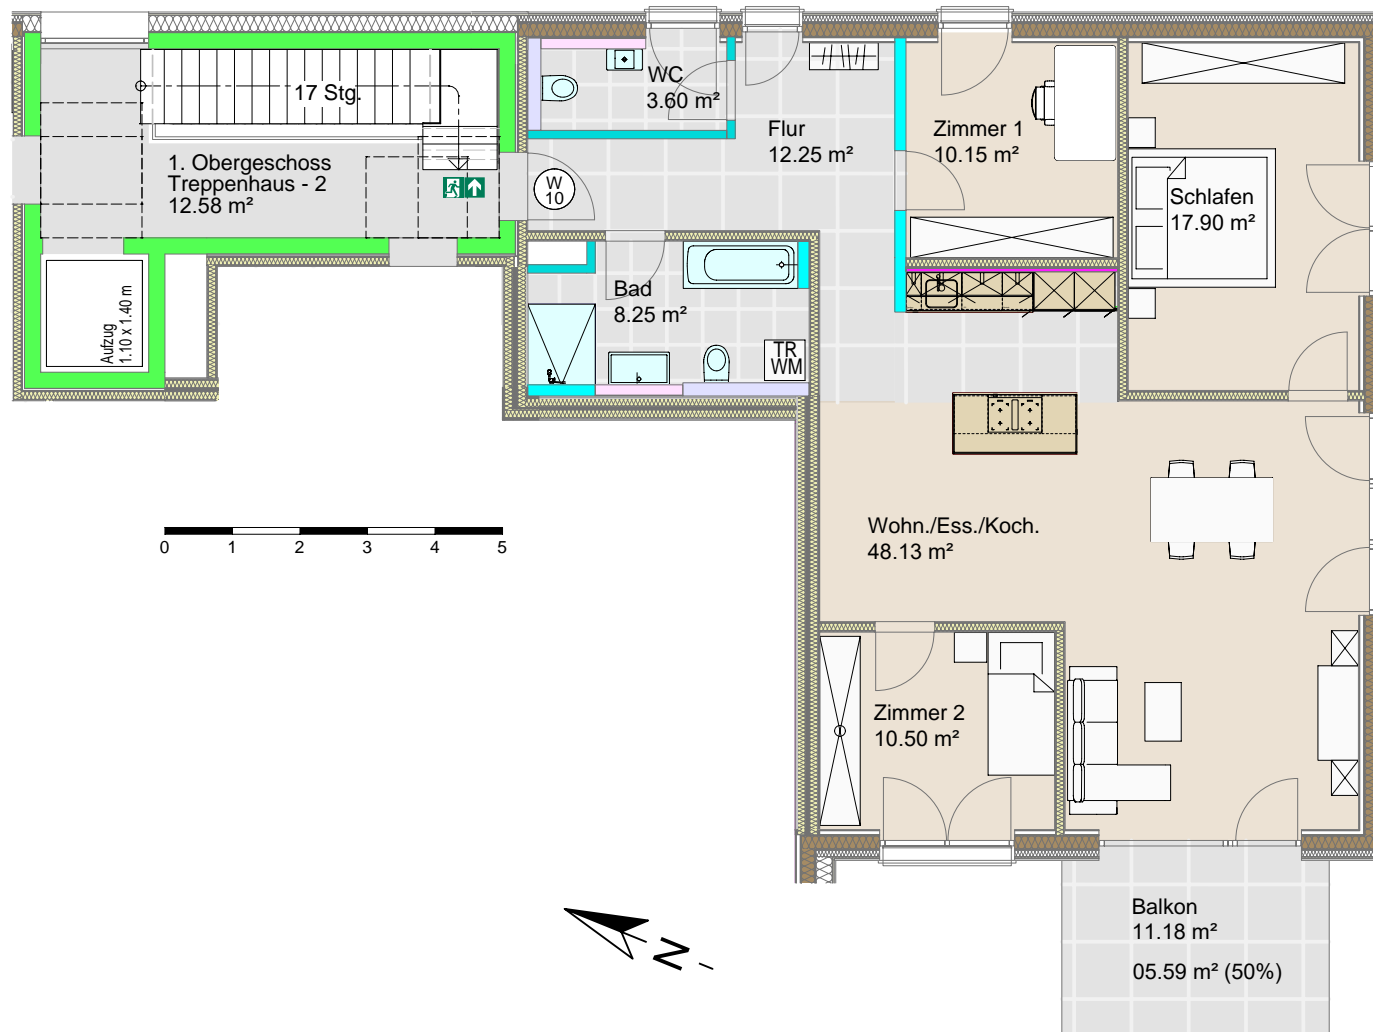 17 Stg.
1. Obergeschoss
Treppenhaus - 2
12.58 m²
Aufzug
1.10 x 1.40 m
WC
3.60 m²
Flur
12.25 m²
W
10
Zimmer 1
10.15 m²
Schlafen
17.90 m²
Bad
8.25 m²
TR
WM
0 1 2 3 4 5
Wohn./Ess./Koch.
48.13 m²
Zimmer 2
10.50 m²
N
Balkon
11.18 m²
05.59 m² (50%)